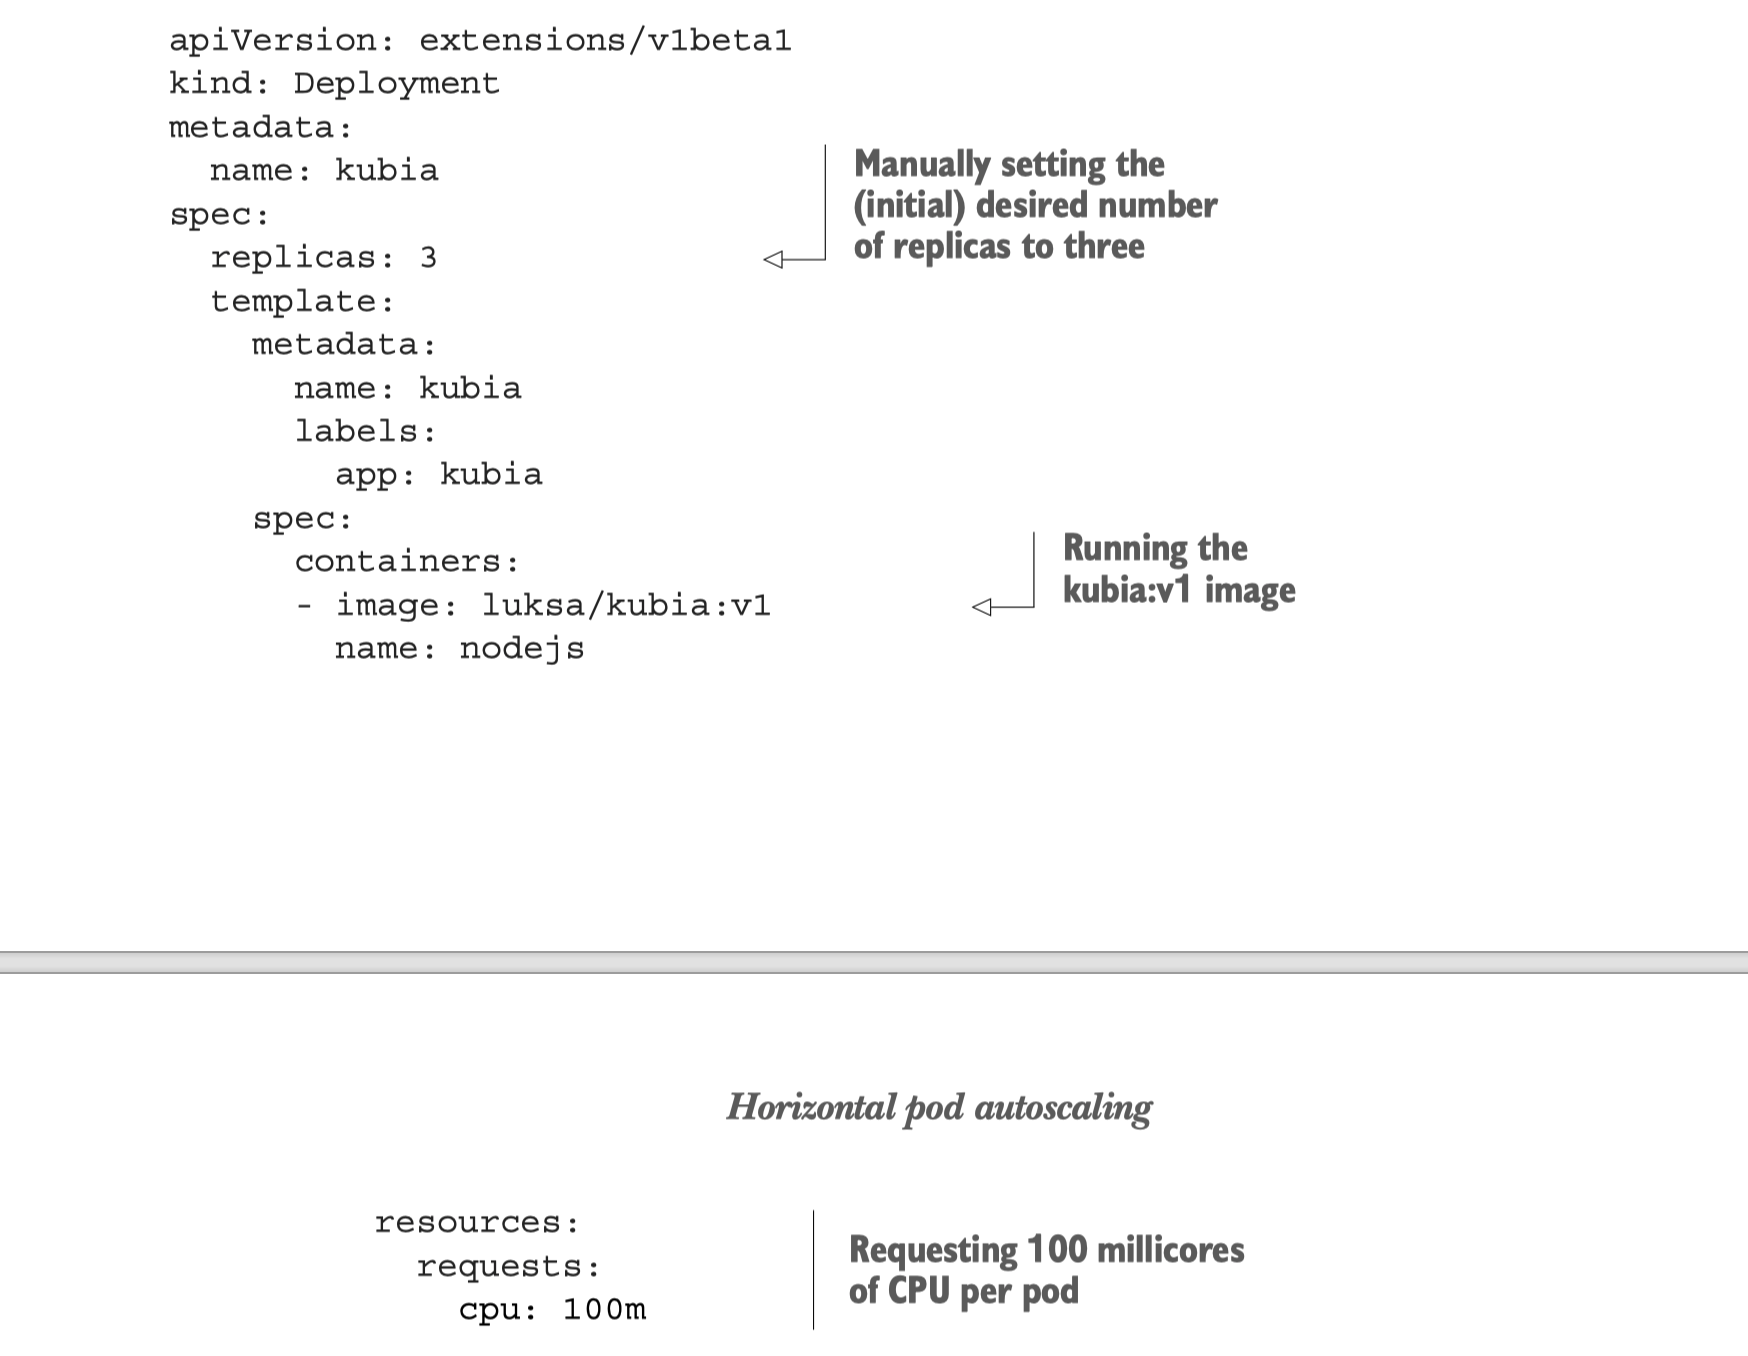 apiVersion: extensions/v1beta1
kind: Deployment
metadata:
  name: kubia
spec:
  replicas: 3
  template:
    metadata:
      name: kubia
      labels:
        app: kubia
    spec:
      containers:
      - image: luksa/kubia:v1
        name: nodejs
Manually setting the
(initial) desired number
of replicas to three
Running the
kubia:v1 image
Horizontal pod autoscaling
        resources:
          requests:
            cpu: 100m
Requesting 100 millicores
of CPU per pod